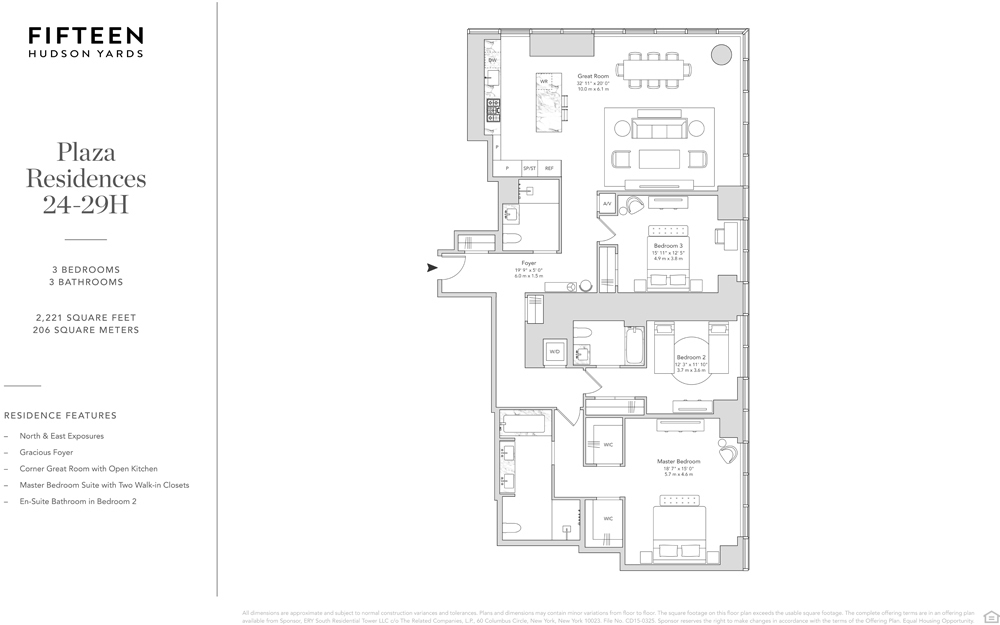 FIFTEEN
HUDSON YARDS
Plaza
Residences
24-29H
3 BEDROOMS
3 BATHROOMS
2,221 SQUARE FEET
206 SQUARE METERS
RESIDENCE FEATURES
– North & East Exposures
– Gracious Foyer
– Corner Great Room with Open Kitchen
– Master Bedroom Suite with Two Walk-in Closets
– En-Suite Bathroom in Bedroom 2
DW
WR
Great Room
32' 11" x 20' 0"
10.0 m x 6.1 m
P
P
SP/ST
REF
A/V
Bedroom 3
15' 11" x 12' 5"
4.9 m x 3.8 m
Foyer
19' 9" x 5' 0"
6.0 m x 1.5 m
W/D
Bedroom 2
12' 3" x 11' 10"
3.7 m x 3.6 m
WIC
Master Bedroom
18' 7" x 15' 0"
5.7 m x 4.6 m
WIC
All dimensions are approximate and subject to normal construction variances and tolerances. Plans and dimensions may contain minor variations from floor to floor. The square footage on this floor plan exceeds the usable square footage. The complete offering terms are in an offering plan
available from Sponsor, ERY South Residential Tower LLC c/o The Related Companies, L.P., 60 Columbus Circle, New York, New York 10023. File No. CD15-0325. Sponsor reserves the right to make changes in accordance with the terms of the Offering Plan. Equal Housing Opportunity.